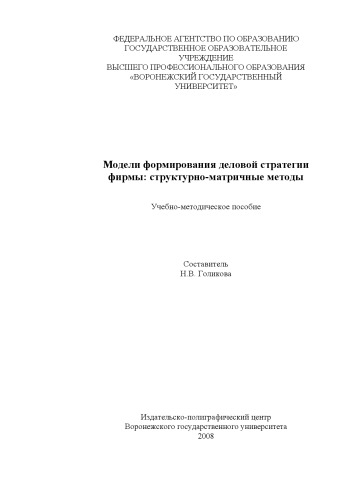 ФЕДЕРАЛЬНОЕ АГЕНТСТВО ПО ОБРАЗОВАНИЮ
ГОСУДАРСТВЕННОЕ ОБРАЗОВАТЕЛЬНОЕ
УЧРЕЖДЕНИЕ
ВЫСШЕГО ПРОФЕССИОНАЛЬНОГО ОБРАЗОВАНИЯ
«ВОРОНЕЖСКИЙ ГОСУДАРСТВЕННЫЙ
УНИВЕРСИТЕТ»
Модели формирования деловой стратегии
фирмы: структурно-матричные методы
Учебно-методическое пособие
Составитель
Н.В. Голикова
Издательско-полиграфический центр
Воронежского государственного университета
2008